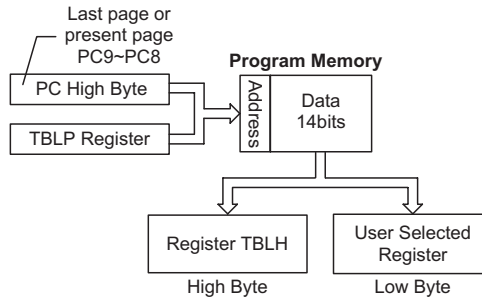 Last page or
present page
PC9~PC8
Program Memory
PC High Byte
TBLP Register
Address
Data
14bits
Register TBLH
User Selected
Register
High Byte
Low Byte